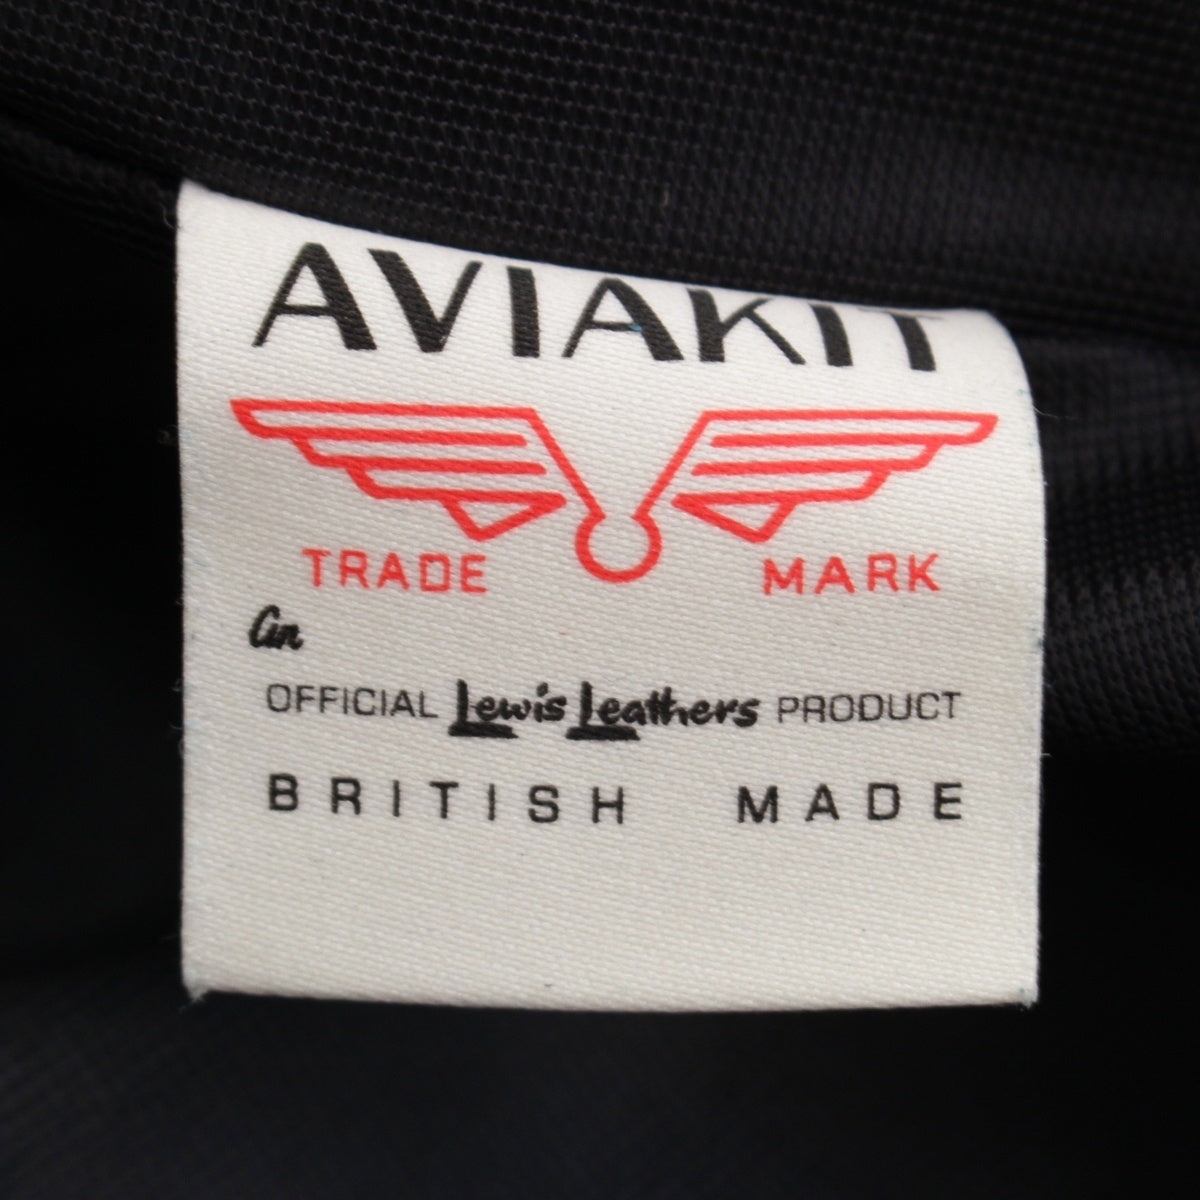 AVIAKIT
TRADE MARK
An
OFFICIAL Lewis Leathers PRODUCT
BRITISH MADE